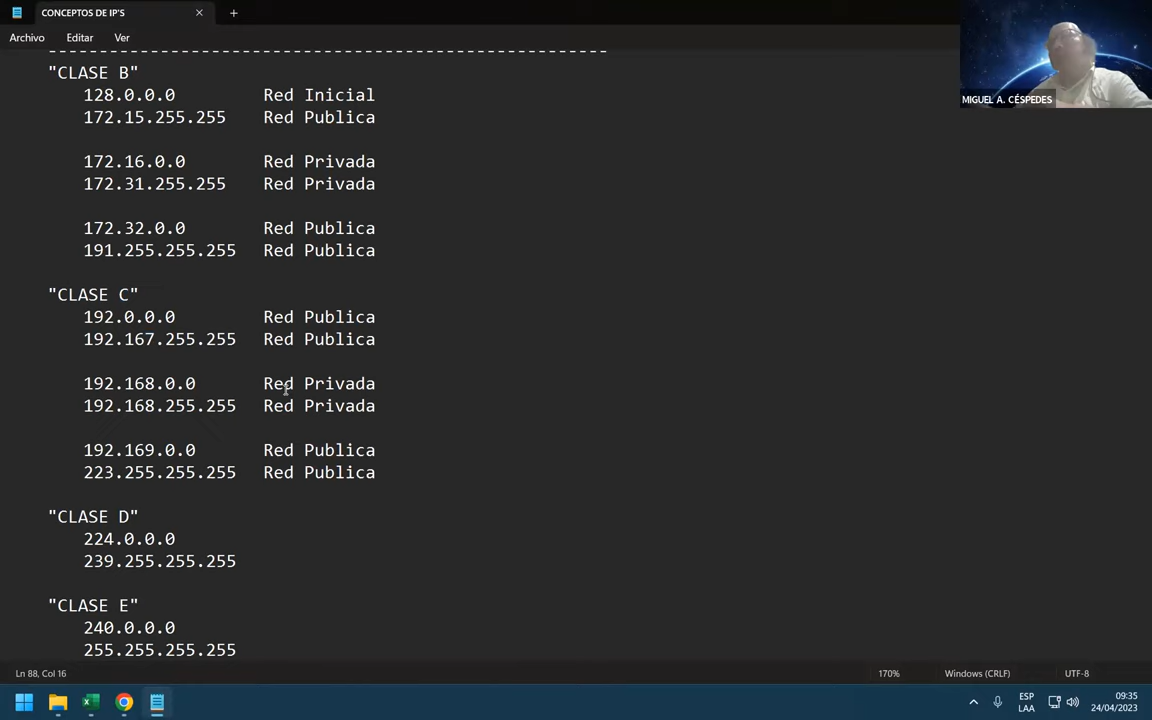 CONCEPTOS DE IP'S
Archivo Editar Ver
"CLASE B"
128.0.0.0 Red Inicial
172.15.255.255 Red Publica
172.16.0.0 Red Privada
172.31.255.255 Red Privada
172.32.0.0 Red Publica
191.255.255.255 Red Publica
"CLASE C"
192.0.0.0 Red Publica
192.167.255.255 Red Publica
192.168.0.0 Red Privada
192.168.255.255 Red Privada
192.169.0.0 Red Publica
223.255.255.255 Red Publica
"CLASE D"
224.0.0.0
239.255.255.255
"CLASE E"
240.0.0.0
255.255.255.255
MIGUEL A. CÉSPEDES
Ln 88, Col 16 170% Windows (CRLF) UTF-8
ESP
LAA
09:35
24/04/2023